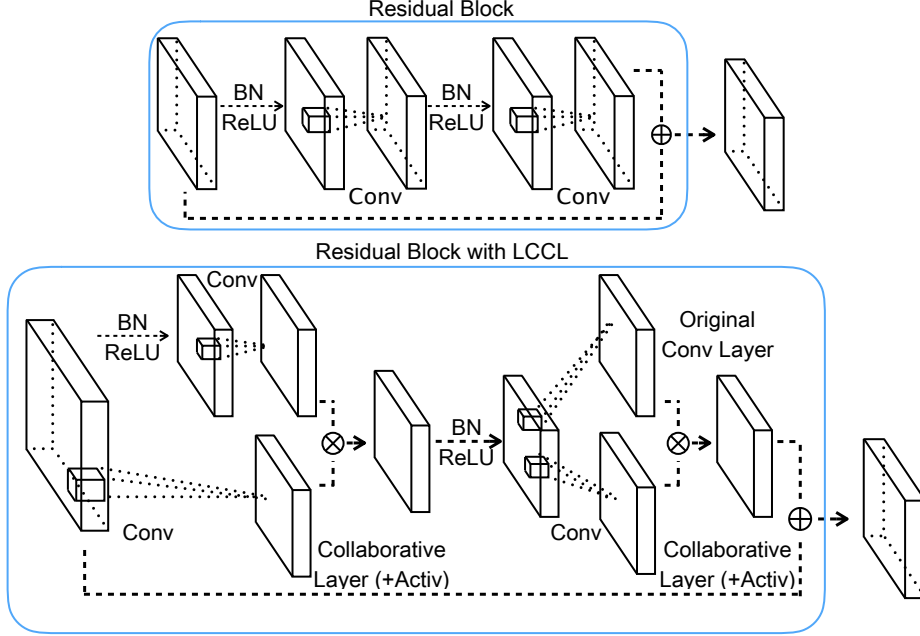 Residual Block
BN
ReLU
Conv
BN
ReLU
Conv
Residual Block with LCCL
Conv
BN
ReLU
Original
Conv Layer
BN
ReLU
Conv
Collaborative
Layer (+Activ)
Conv
Collaborative
Layer (+Activ)